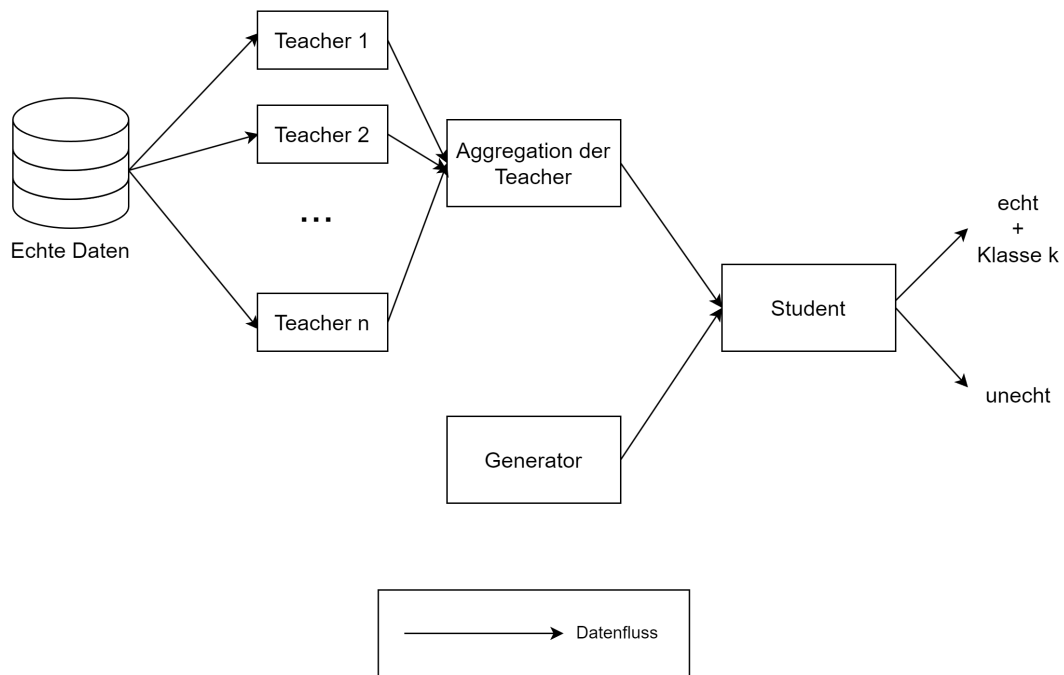 Teacher 1
Teacher 2
...
Teacher n
Echte Daten
Aggregation der
Teacher
Generator
Student
echt
+
Klasse k
unecht
Datenfluss